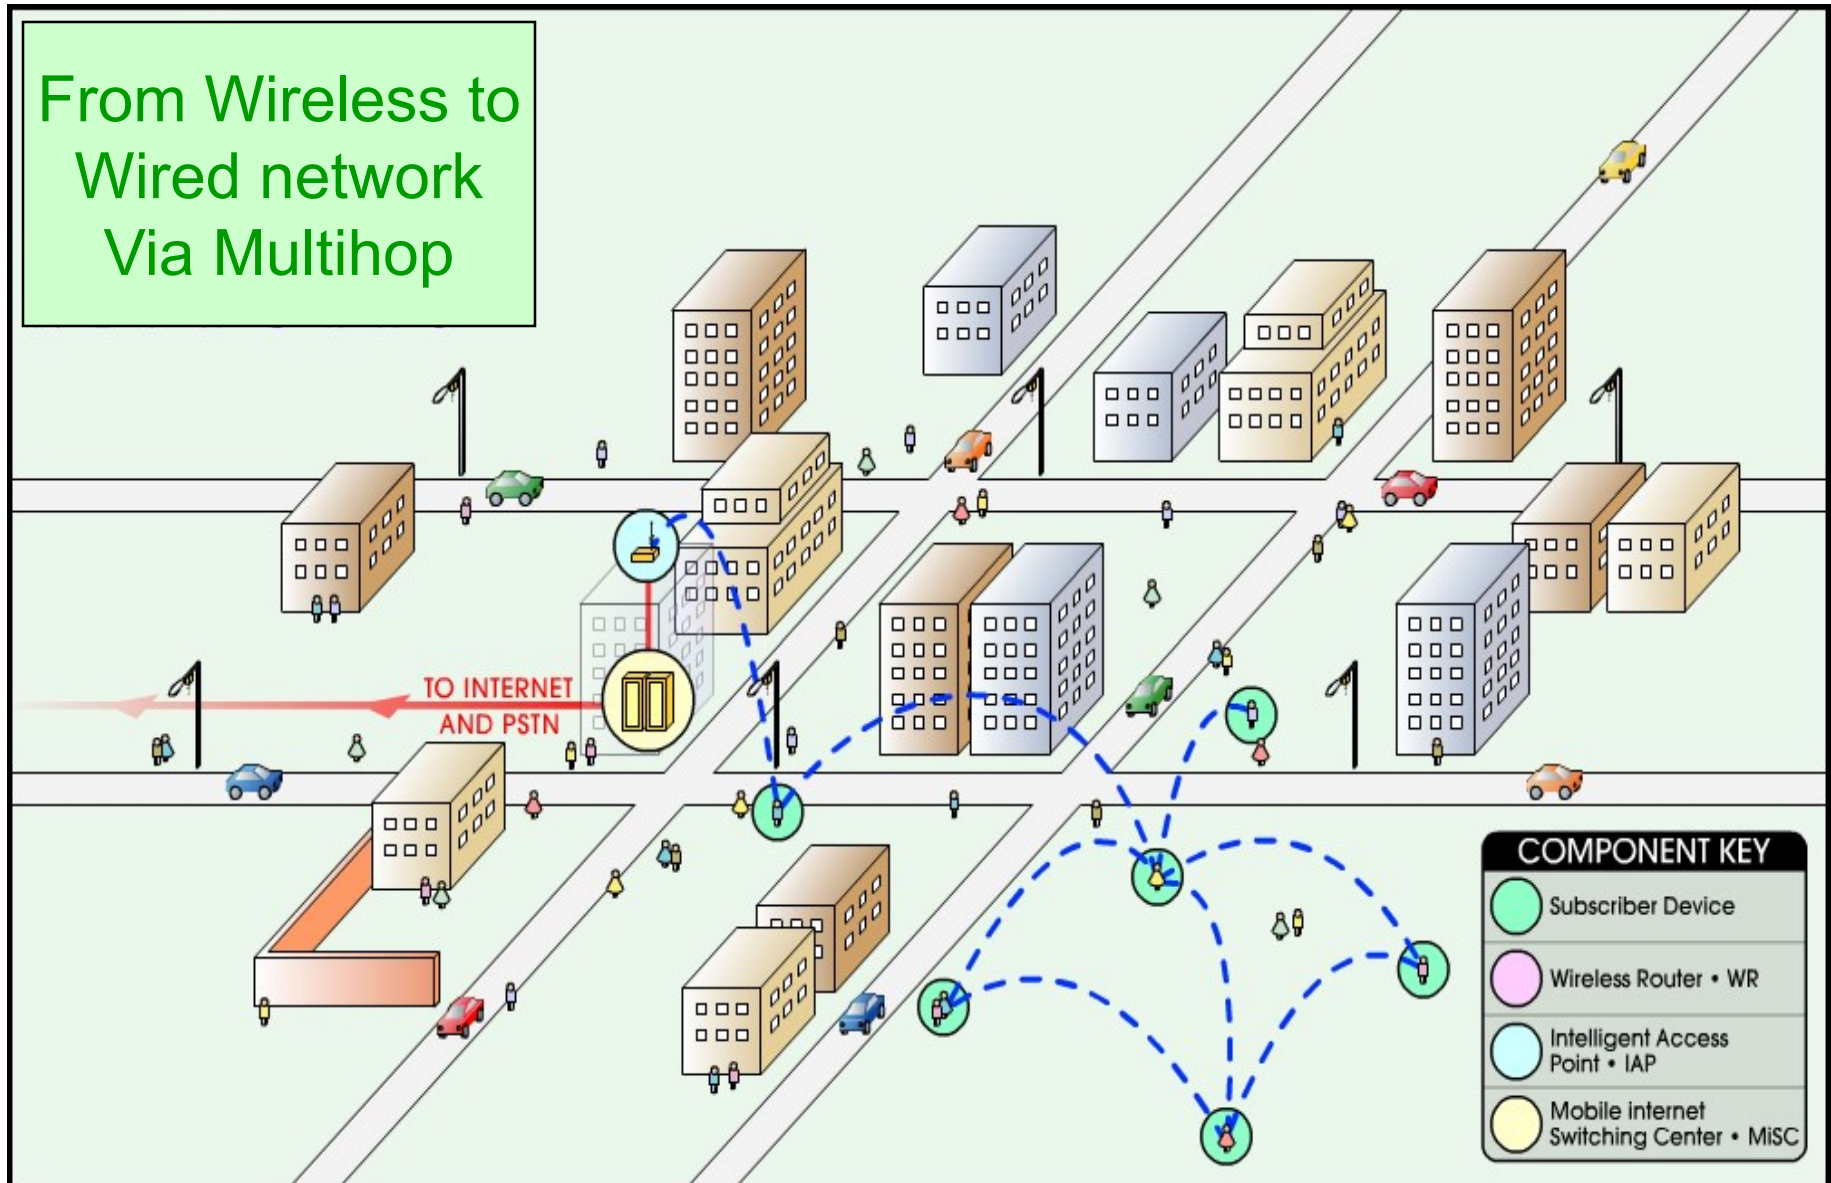 From Wireless to
Wired network
Via Multihop
TO INTERNET
AND PSTN
COMPONENT KEY
Subscriber Device
Wireless Router • WR
Intelligent Access
Point • IAP
Mobile internet
Switching Center • MiSC